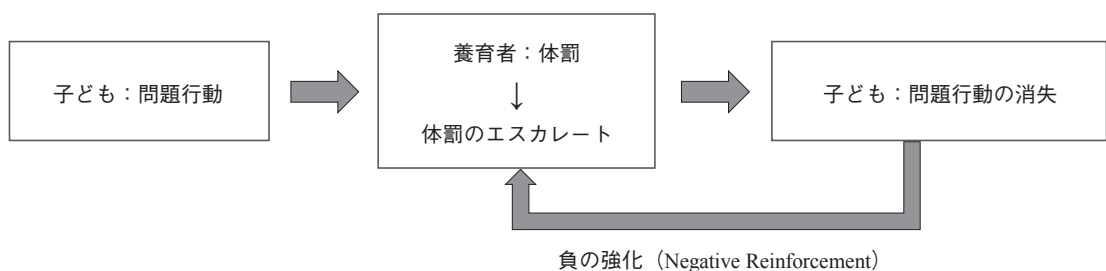 子ども：問題行動
養育者：体罰
↓
体罰のエスカレート
子ども：問題行動の消失
負の強化（Negative Reinforcement）